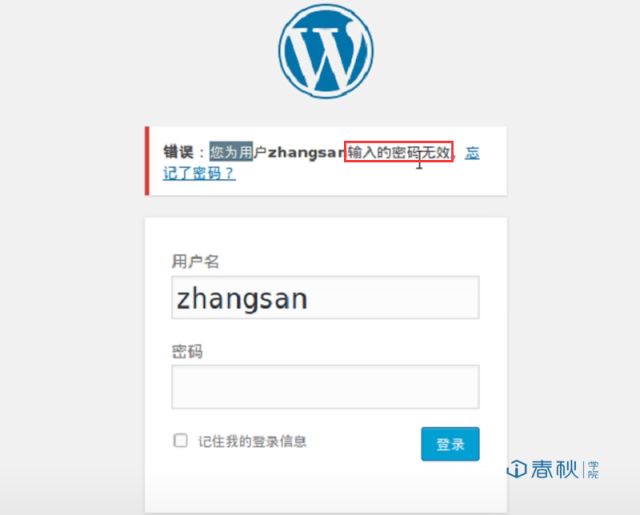 错误：您为用户zhangsan输入的密码无效。忘
记了密码？
用户名
zhangsan
密码
记住我的登录信息
登录
春秋学院